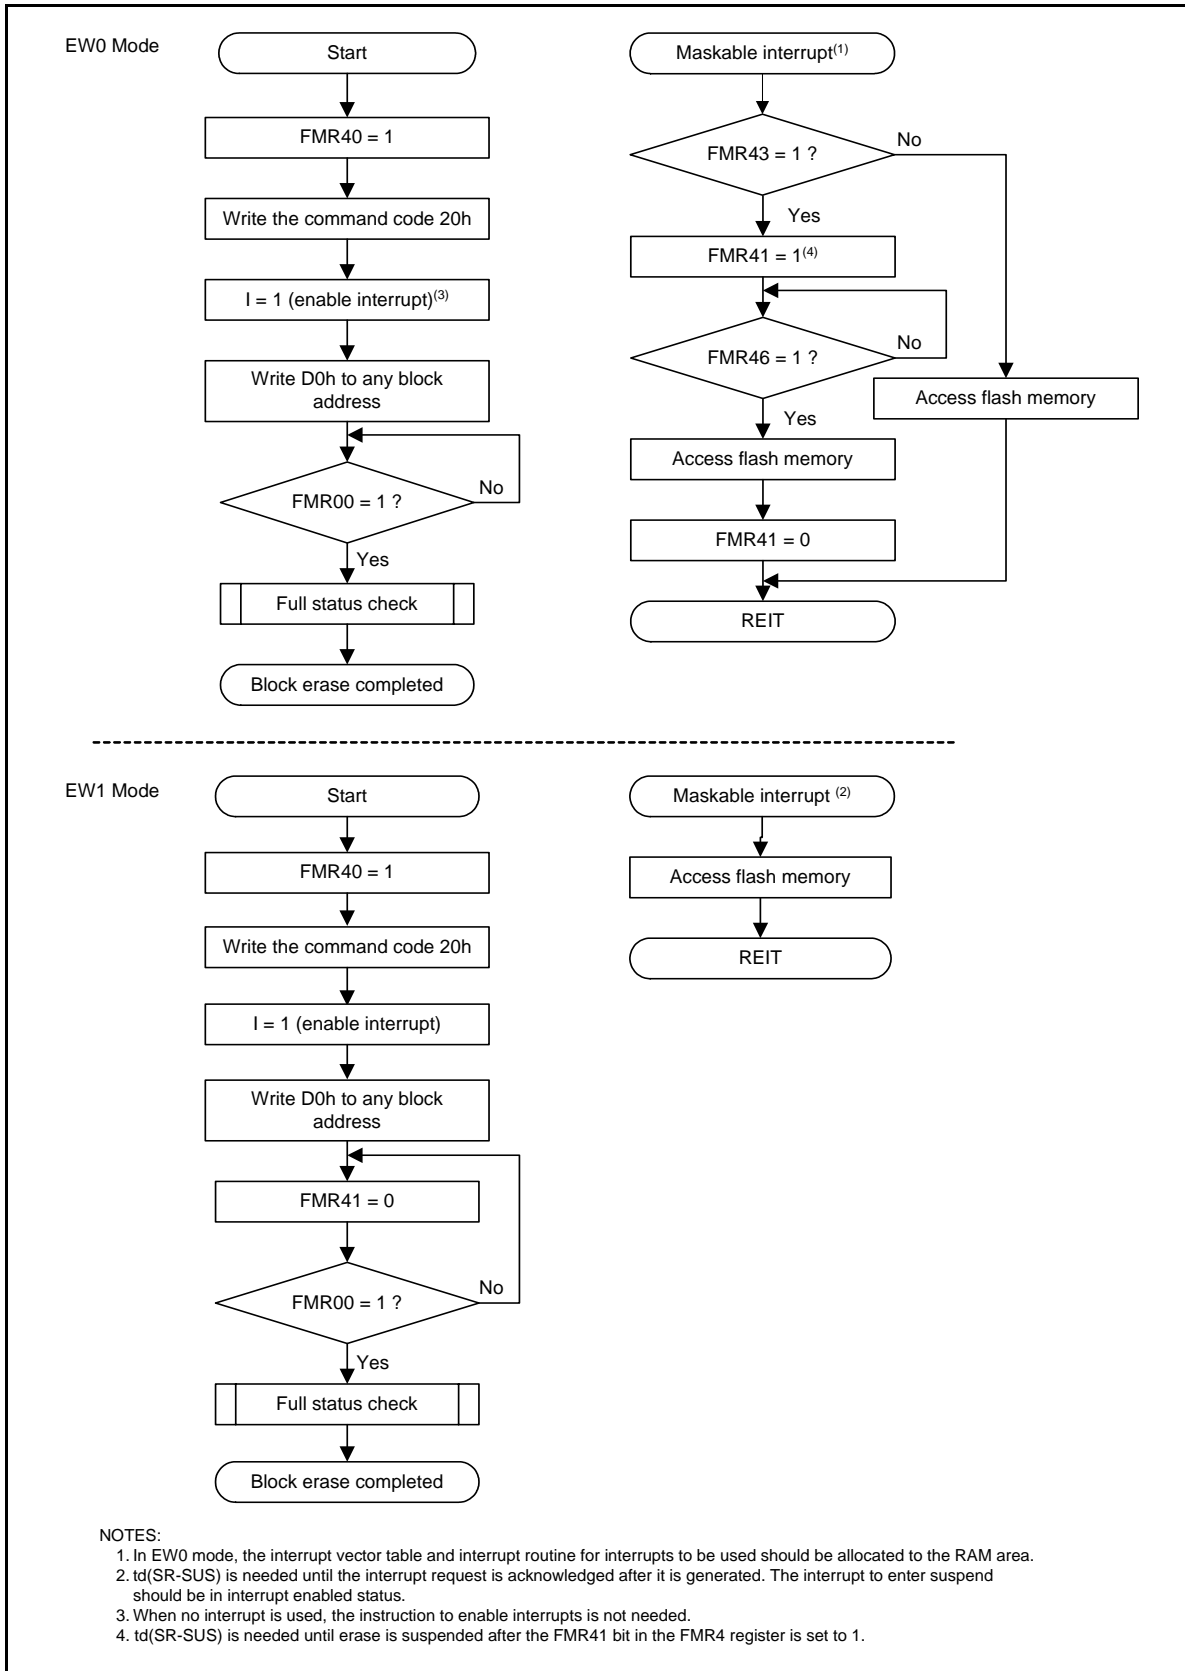 EW0 Mode
Start
FMR40 = 1
Write the command code 20h
I = 1 (enable interrupt)(3)
Write D0h to any block
address
FMR00 = 1 ?
No
Yes
Full status check
Block erase completed
Maskable interrupt(1)
FMR43 = 1 ?
No
Yes
FMR41 = 1(4)
FMR46 = 1 ?
No
Yes
Access flash memory
Access flash memory
FMR41 = 0
REIT
EW1 Mode
Start
FMR40 = 1
Write the command code 20h
I = 1 (enable interrupt)
Write D0h to any block
address
FMR41 = 0
FMR00 = 1 ?
No
Yes
Full status check
Block erase completed
Maskable interrupt (2)
Access flash memory
REIT
NOTES:
1. In EW0 mode, the interrupt vector table and interrupt routine for interrupts to be used should be allocated to the RAM area.
2. td(SR-SUS) is needed until the interrupt request is acknowledged after it is generated. The interrupt to enter suspend
should be in interrupt enabled status.
3. When no interrupt is used, the instruction to enable interrupts is not needed.
4. td(SR-SUS) is needed until erase is suspended after the FMR41 bit in the FMR4 register is set to 1.